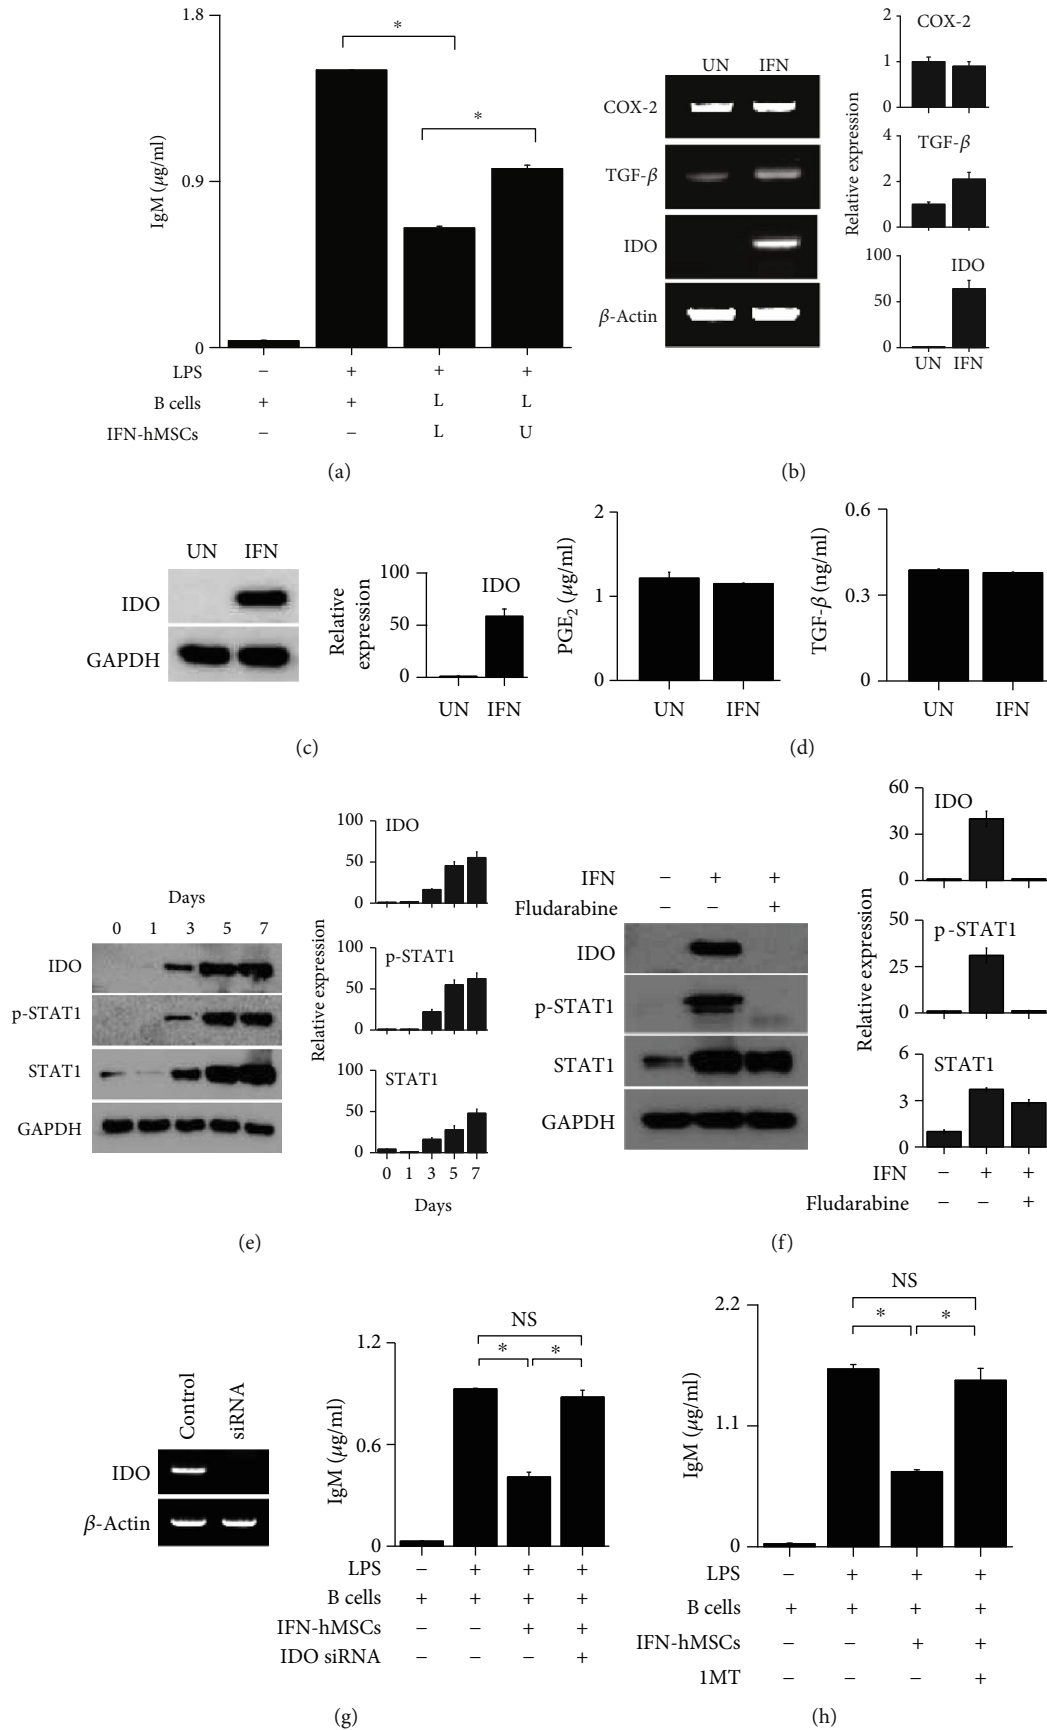 1.8
0.9
0
IgM (μg/ml)
*
*
LPS − + + +
B cells + + L L
IFN-hMSCs − − L U
(a)
UN IFN
COX-2
TGF-β
IDO
β-Actin
Relative expression
2
1
0
COX-2
4
2
0
TGF-β
100
50
0
IDO
UN IFN
(b)
UN IFN
IDO
GAPDH
Relative
expression
100
50
0
IDO
UN IFN
(c)
PGE2 (μg/ml)
2
1
0
UN IFN
TGF-β (ng/ml)
0.6
0.3
0
UN IFN
(d)
Days
0 1 3 5 7
IDO
p-STAT1
STAT1
GAPDH
Relative expression
100
50
0
IDO
100
50
0
p-STAT1
100
50
0
STAT1
0 1 3 5 7
Days
(e)
IFN − + +
Fludarabine − − +
IDO
p-STAT1
STAT1
GAPDH
Relative expression
60
30
0
IDO
50
25
0
p-STAT1
6
3
0
STAT1
IFN − + +
Fludarabine − − +
(f)
Control
siRNA
IDO
β-Actin
IgM (μg/ml)
1.2
0.6
0
NS
* *
LPS − + + +
B cells + + + +
IFN-hMSCs − − + +
IDO siRNA − − − +
(g)
IgM (μg/ml)
2.2
1.1
0
NS
* *
LPS − + + +
B cells + + + +
IFN-hMSCs − − + +
1MT − − − +
(h)